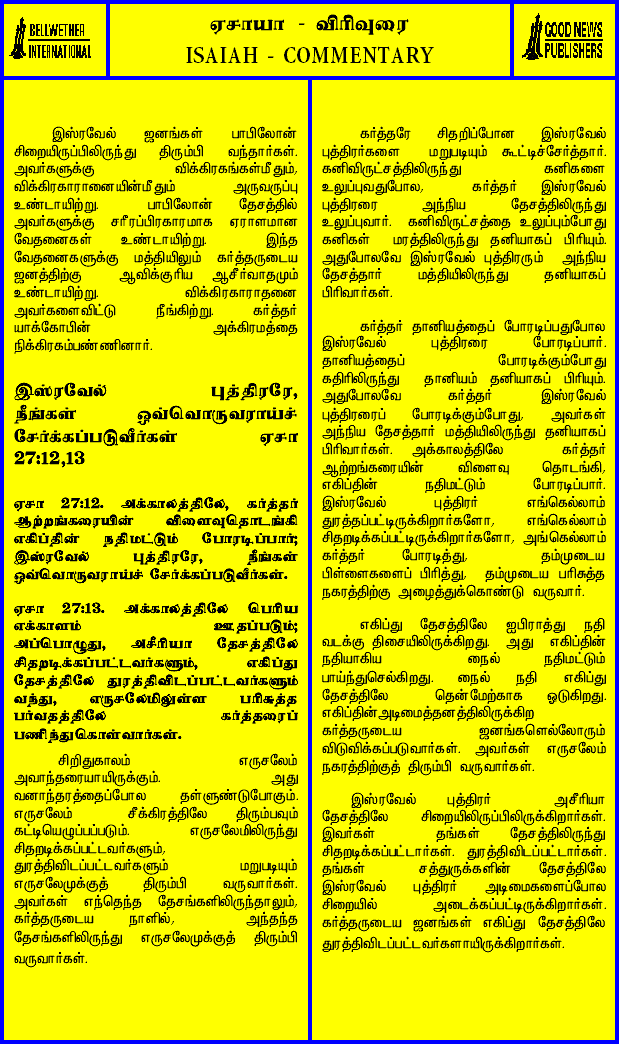 BELLWETHER
INTERNATIONAL
ஏசாயா - விரிவுரை
ISAIAH - COMMENTARY
GOOD NEWS
PUBLISHERS
இஸ்ரவேல் ஜனங்கள் பாபிலோன்
சிறையிருப்பிலிருந்து திரும்பி வந்தார்கள்.
அவர்களுக்கு விக்கிரகங்கள்மீதும்,
விக்கிரகாரானையின்மீதும் அருவருப்பு
உண்டாயிற்று. பாபிலோன் தேசத்தில்
அவர்களுக்கு சரீரப்பிரகாரமாக ஏராளமான
வேதனைகள் உண்டாயிற்று. இந்த
வேதனைகளுக்கு மத்தியிலும் கர்த்தருடைய
ஜனத்திற்கு ஆவிக்குரிய ஆசீர்வாதமும்
உண்டாயிற்று. விக்கிரகாராதனை
அவர்களைவிட்டு நீங்கிற்று. கர்த்தர்
யாக்கோபின் அக்கிரமத்தை
நிக்கிரகம்பண்ணினார்.
இஸ்ரவேல் புத்திரரே,
நீங்கள் ஒவ்வொருவராய்ச்
சேர்க்கப்படுவீர்கள் ஏசா
27:12,13
ஏசா 27:12. அக்காலத்திலே, கர்த்தர்
ஆற்றங்கரையின் விளைவுதொடங்கி
எகிப்தின் நதிமட்டும் போரடிப்பார்;
இஸ்ரவேல் புத்திரரே, நீங்கள்
ஒவ்வொருவராய்ச் சேர்க்கப்படுவீர்கள்.
ஏசா 27:13. அக்காலத்திலே பெரிய
எக்காளம் ஊதப்படும்;
அப்பொழுது, அசீரியா தேசத்திலே
சிதறடிக்கப்பட்டவர்களும், எகிப்து
தேசத்திலே துரத்திவிடப்பட்டவர்களும்
வந்து, எருசலேமிலுள்ள பரிசுத்த
பர்வதத்திலே கர்த்தரைப்
பணிந்துகொள்வார்கள்.
சிறிதுகாலம் எருசலேம்
அவாந்தரையாயிருக்கும். அது
வனாந்தரத்தைப்போல தள்ளுண்டுபோகும்.
எருசலேம் சீக்கிரத்திலே திரும்பவும்
கட்டியெழுப்பப்படும். எருசலேமிலிருந்து
சிதறடிக்கப்பட்டவர்களும்,
துரத்திவிடப்பட்டவர்களும் மறுபடியும்
எருசலேமுக்குத் திரும்பி வருவார்கள்.
அவர்கள் எந்தெந்த தேசங்களிலிருந்தாலும்,
கர்த்தருடைய நாளில், அந்தந்த
தேசங்களிலிருந்து எருசலேமுக்குத் திரும்பி
வருவார்கள்.
கர்த்தரே சிதறிப்போன இஸ்ரவேல்
புத்திரர்களை மறுபடியும் கூட்டிச்சேர்த்தார்.
கனிவிருட்சத்திலிருந்து கனிகளை
உலுப்புவதுபோல, கர்த்தர் இஸ்ரவேல்
புத்திரரை அந்நிய தேசத்திலிருந்து
உலுப்புவார். கனிவிருட்சத்தை உலுப்பும்போது
கனிகள் மரத்திலிருந்து தனியாகப் பிரியும்.
அதுபோலவே இஸ்ரவேல் புத்திரரும் அந்நிய
தேசத்தார் மத்தியிலிருந்து தனியாகப்
பிரிவார்கள்.
கர்த்தர் தானியத்தைப் போரடிப்பதுபோல
இஸ்ரவேல் புத்திரரை போரடிப்பார்.
தானியத்தைப் போரடிக்கும்போது
கதிரிலிருந்து தானியம் தனியாகப் பிரியும்.
அதுபோலவே கர்த்தர் இஸ்ரவேல்
புத்திரரைப் போரடிக்கும்போது, அவர்கள்
அந்நிய தேசத்தார் மத்தியிலிருந்து தனியாகப்
பிரிவார்கள். அக்காலத்திலே கர்த்தர்
ஆற்றங்கரையின் விளைவு தொடங்கி,
எகிப்தின் நதிமட்டும் போரடிப்பார்.
இஸ்ரவேல் புத்திரர் எங்கெல்லாம்
துரத்தப்பட்டிருக்கிறார்களோ, எங்கெல்லாம்
சிதறடிக்கப்பட்டிருக்கிறார்களோ, அங்கெல்லாம்
கர்த்தர் போரடித்து, தம்முடைய
பிள்ளைகளைப் பிரித்து, தம்முடைய பரிசுத்த
நகரத்திற்கு அழைத்துக்கொண்டு வருவார்.
எகிப்து தேசத்திலே ஐபிராத்து நதி
வடக்கு திசையிலிருக்கிறது. அது எகிப்தின்
நதியாகிய நைல் நதிமட்டும்
பாய்ந்துசெல்கிறது. நைல் நதி எகிப்து
தேசத்திலே தென்மேற்காக ஓடுகிறது.
எகிப்தின்அடிமைத்தனத்திலிருக்கிற
கர்த்தருடைய ஜனங்களெல்லோரும்
விடுவிக்கப்படுவார்கள். அவர்கள் எருசலேம்
நகரத்திற்குத் திரும்பி வருவார்கள்.
இஸ்ரவேல் புத்திரர் அசீரியா
தேசத்திலே சிறையிலிருப்பிலிருக்கிறார்கள்.
இவர்கள் தங்கள் தேசத்திலிருந்து
சிதறடிக்கப்பட்டார்கள். துரத்திவிடப்பட்டார்கள்.
தங்கள் சத்துருக்களின் தேசத்திலே
இஸ்ரவேல் புத்திரர் அடிமைகளைப்போல
சிறையில் அடைக்கப்பட்டிருக்கிறார்கள்.
கர்த்தருடைய ஜனங்கள் எகிப்து தேசத்திலே
துரத்திவிடப்பட்டவர்களாயிருக்கிறார்கள்.